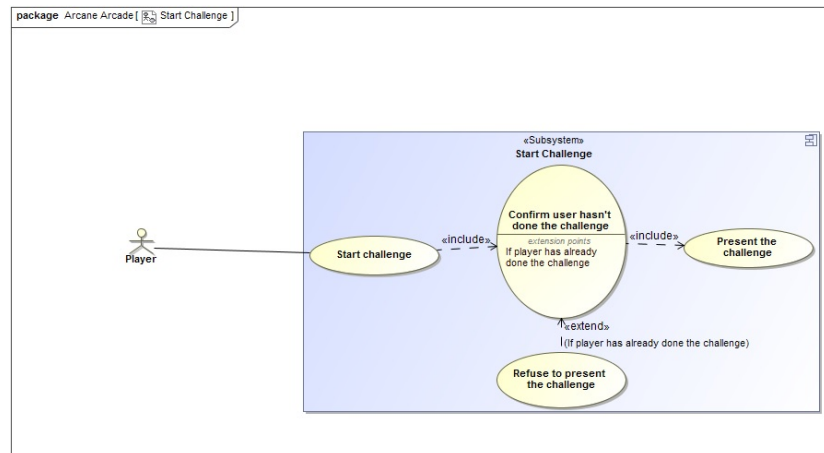 package Arcane Arcade [ Start Challenge ]
«Subsystem»
Start Challenge
Confirm user hasn't
done the challenge
extension points
If player has already
done the challenge
«include»
«include»
Start challenge
Present the
challenge
Player
«extend»
(If player has already done the challenge)
Refuse to present
the challenge